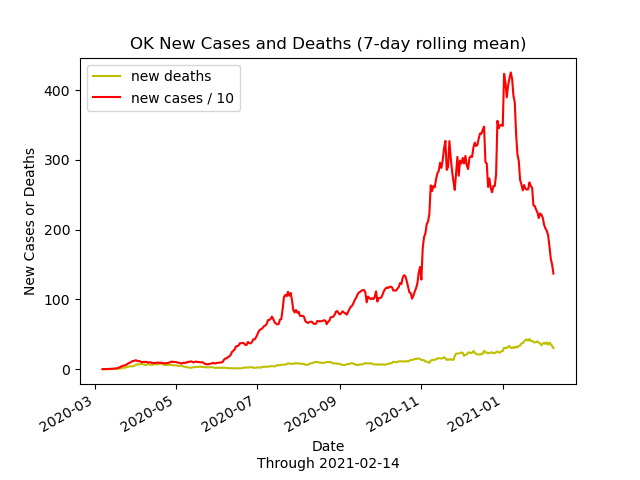 OK New Cases and Deaths (7-day rolling mean)
new deaths
new cases / 10
400
300
200
100
0
New Cases or Deaths
2020-03
2020-05
2020-07
2020-09
2020-11
2021-01
Date
Through 2021-02-14